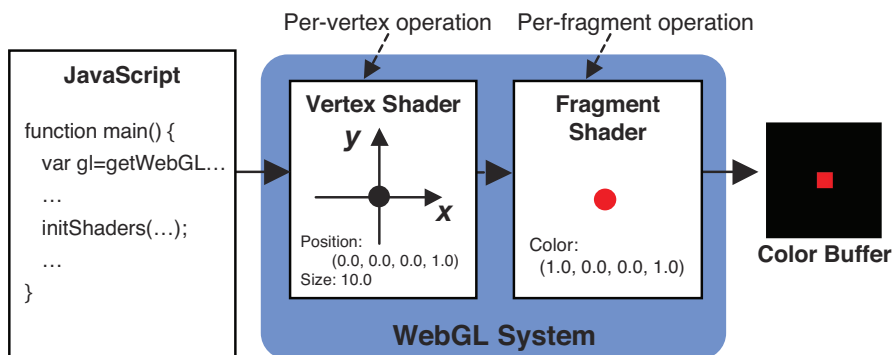 Per-vertex operation
Per-fragment operation
JavaScript
function main() {
var gl=getWebGL…
…
initShaders(…);
…
}
Vertex Shader
y
x
Position:
(0.0, 0.0, 0.0, 1.0)
Size: 10.0
Fragment
Shader
Color:
(1.0, 0.0, 0.0, 1.0)
WebGL System
Color Buffer